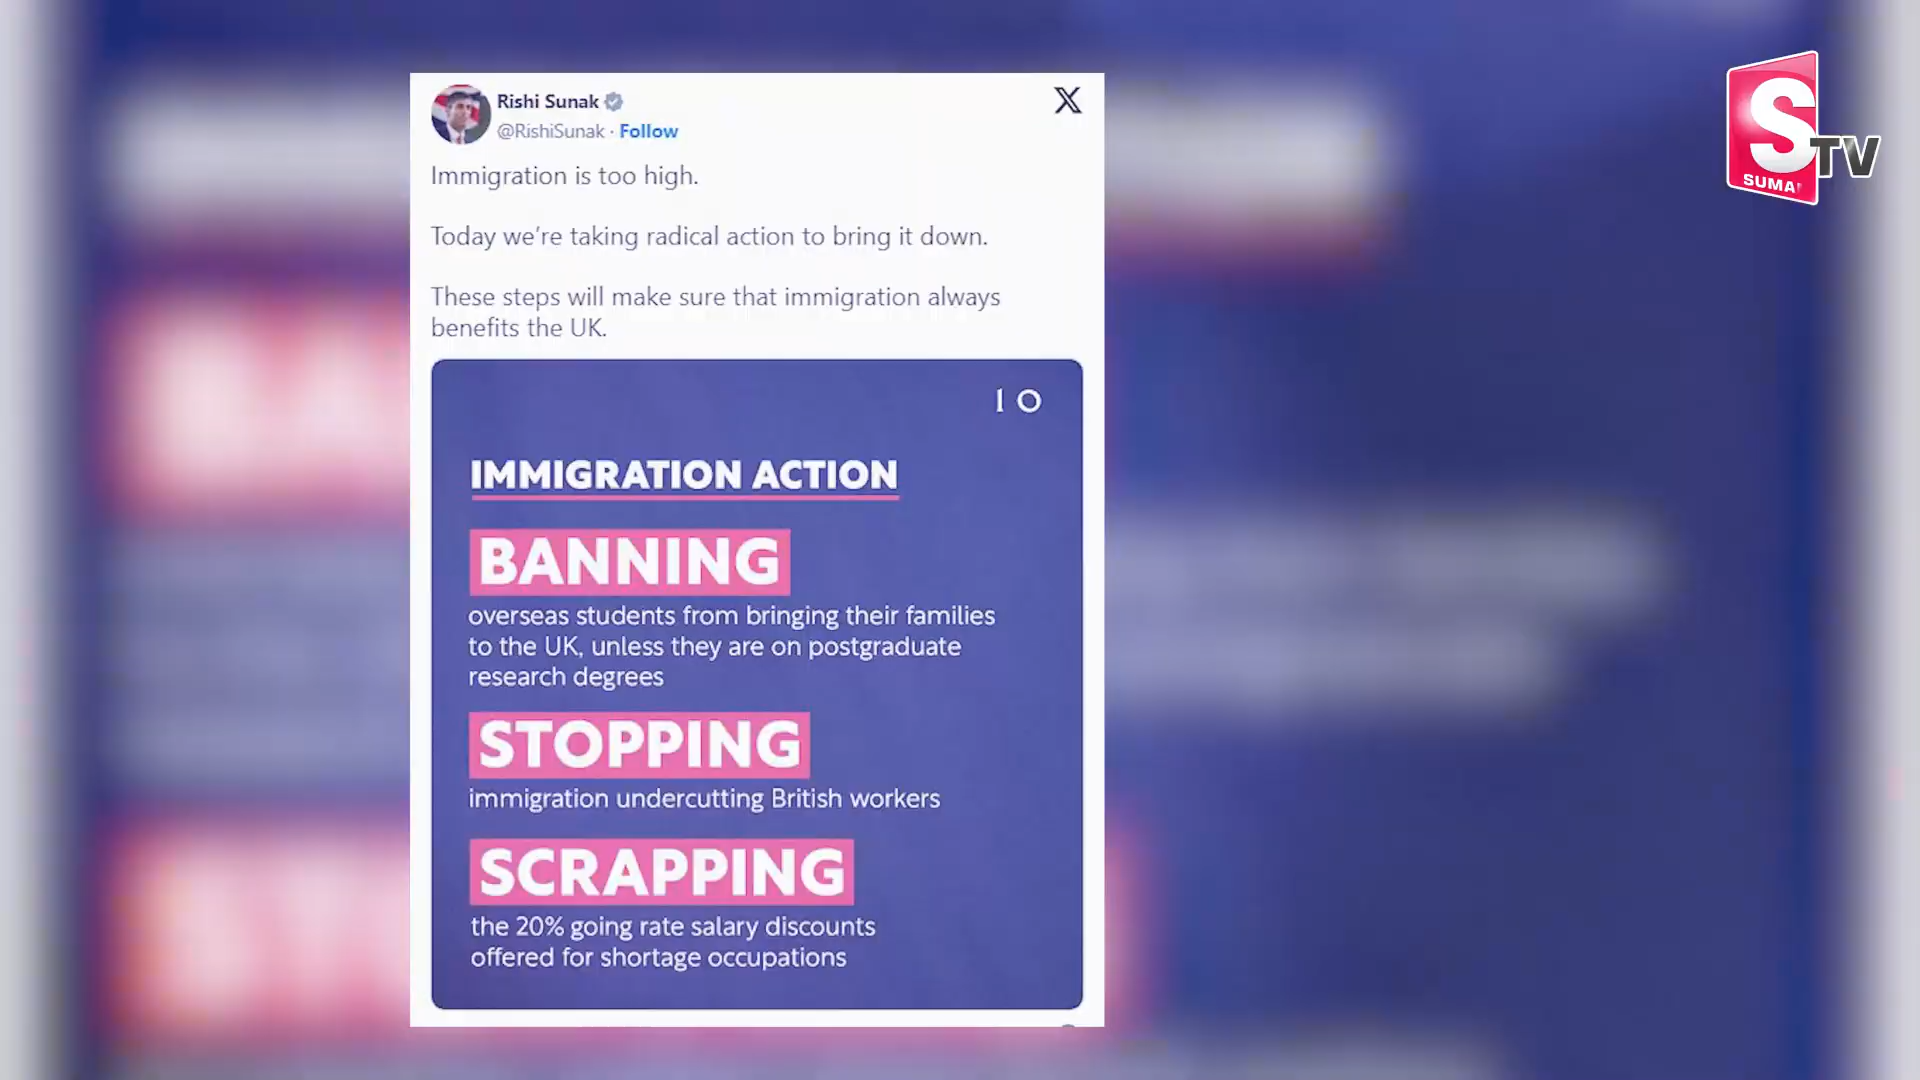 Rishi Sunak
@RishiSunak · Follow
Immigration is too high.
Today we’re taking radical action to bring it down.
These steps will make sure that immigration always
benefits the UK.
10
IMMIGRATION ACTION
BANNING
overseas students from bringing their families
to the UK, unless they are on postgraduate
research degrees
STOPPING
immigration undercutting British workers
SCRAPPING
the 20% going rate salary discounts
offered for shortage occupations
S
TV
SUMAN